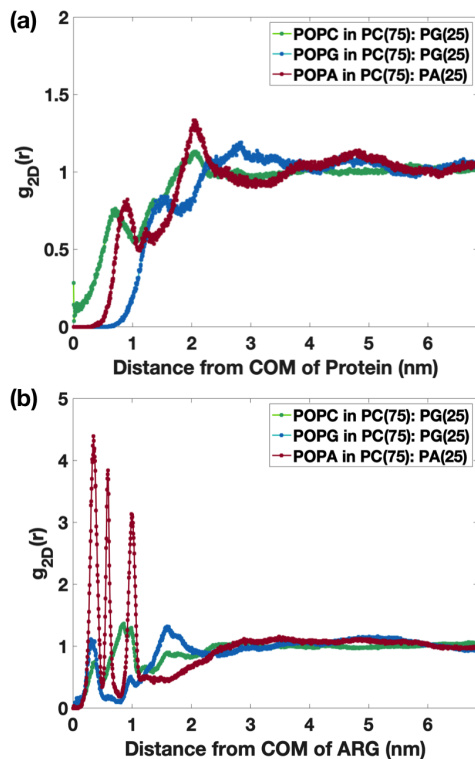 (a)
2
1.5
1
0.5
0
g2D(r)
POPC in PC(75): PG(25)
POPG in PC(75): PG(25)
POPA in PC(75): PA(25)
0 1 2 3 4 5 6
Distance from COM of Protein (nm)
(b)
5
4
3
2
1
0
g2D(r)
POPC in PC(75): PG(25)
POPG in PC(75): PG(25)
POPA in PC(75): PA(25)
0 1 2 3 4 5 6
Distance from COM of ARG (nm)